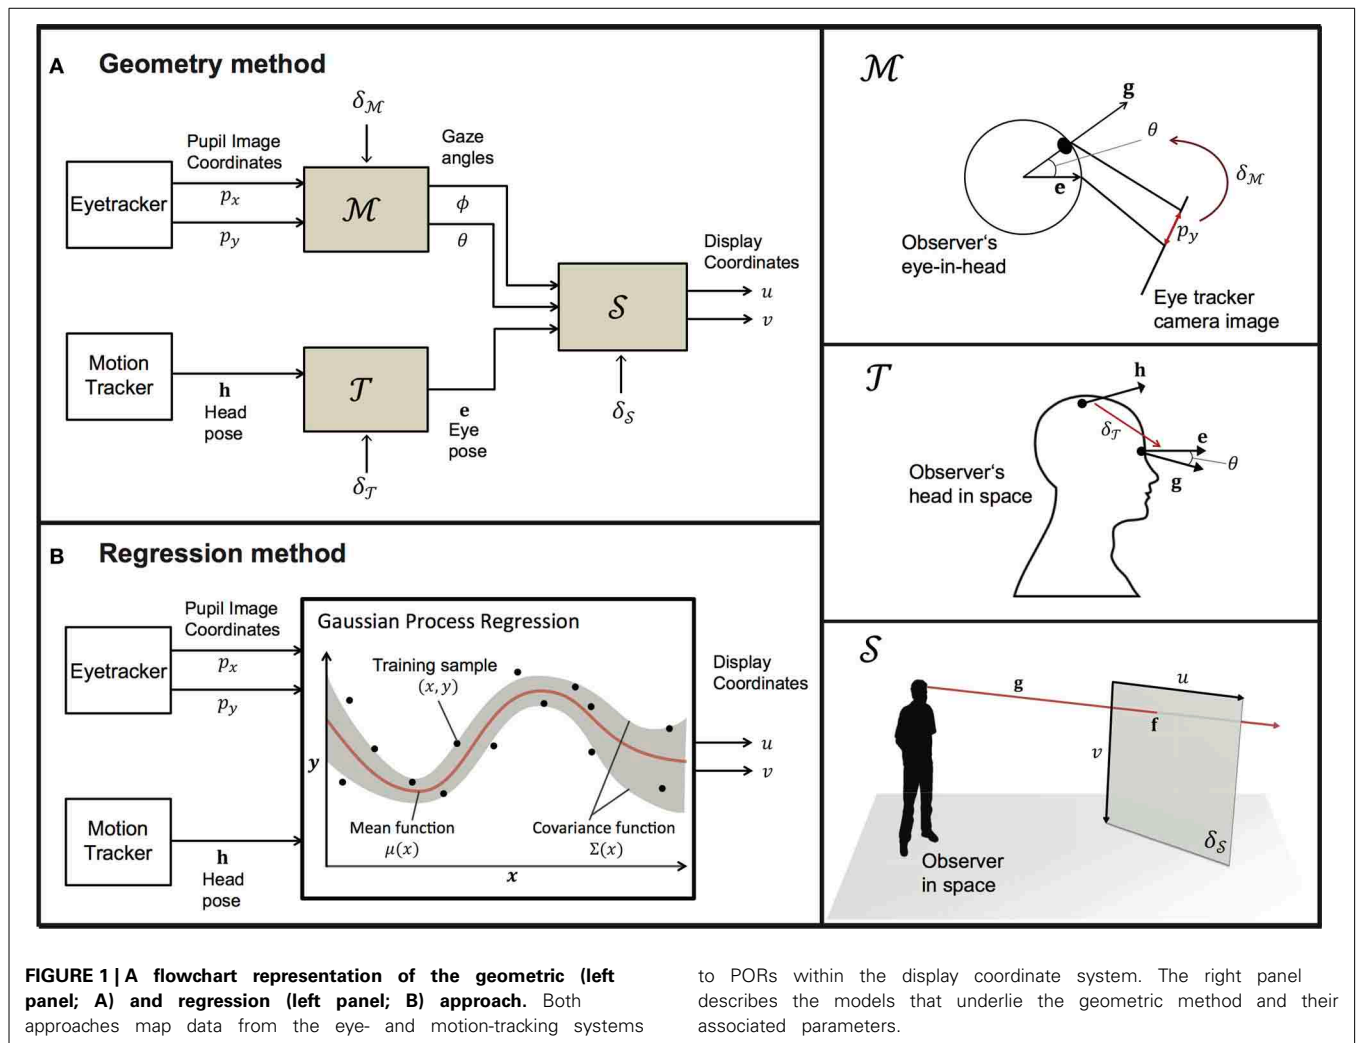 A Geometry method
δℳ
Pupil Image
Coordinates
Gaze
angles
Eyetracker
pₓ
p_y
ℳ
ϕ
θ
Display
Coordinates
𝒮
u
v
Motion
Tracker
h
Head
pose
𝒯
e
Eye
pose
δ𝒮
δ𝒯
B Regression method
Pupil Image
Coordinates
Eyetracker
pₓ
p_y
Motion
Tracker
h
Head
pose
Gaussian Process Regression
Training sample
(x, y)
y
Mean function
μ(x)
Covariance function
Σ(x)
x
Display
Coordinates
u
v
ℳ
g
θ
e
δℳ
p_y
Observer‘s
eye-in-head
Eye tracker
camera image
𝒯
h
δ𝒯
e
θ
g
Observer‘s
head in space
𝒮
g
u
f
v
δ𝒮
Observer
in space
FIGURE 1 | A flowchart representation of the geometric (left
panel; A) and regression (left panel; B) approach. Both
approaches map data from the eye- and motion-tracking systems
to PORs within the display coordinate system. The right panel
describes the models that underlie the geometric method and their
associated parameters.